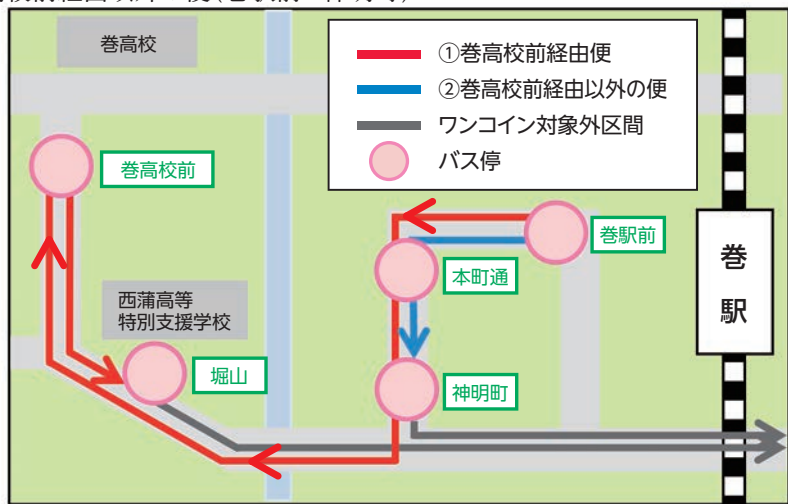 巻高校
①巻高校前経由便
②巻高校前経由以外の便
ワンコイン対象外区間
バス停
巻高校前
巻駅前
本町通
巻駅
西蒲高等
特別支援学校
堀山
神明町